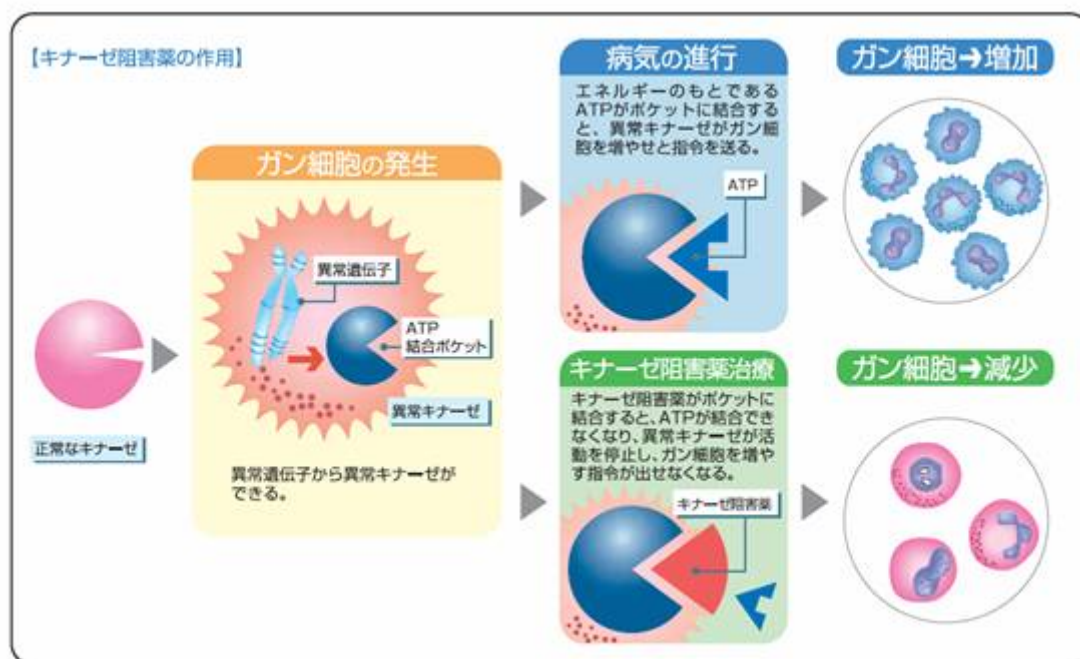 【キナーゼ阻害薬の作用】
正常なキナーゼ
ガン細胞の発生
異常遺伝子
ATP
結合ポケット
異常キナーゼ
異常遺伝子から異常キナーゼが
できる。
病気の進行
エネルギーのもとである
ATPがポケットに結合する
と、異常キナーゼがガン細
胞を増やせと指令を送る。
ATP
ガン細胞→増加
キナーゼ阻害薬治療
キナーゼ阻害薬がポケットに
結合すると、ATPが結合でき
なくなり、異常キナーゼが活
動を停止し、ガン細胞を増や
す指令が出せなくなる。
キナーゼ阻害薬
ガン細胞→減少